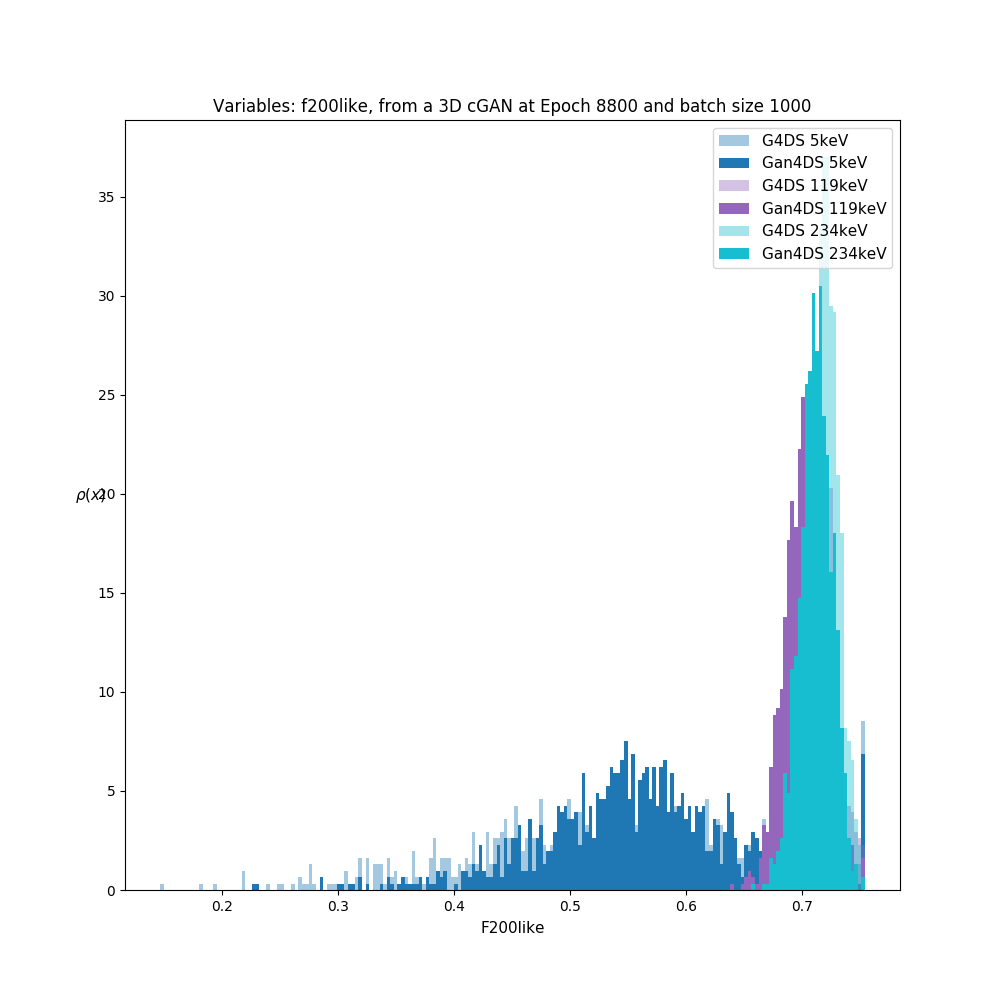 Variables: f200like, from a 3D cGAN at Epoch 8800 and batch size 1000
G4DS 5keV
Gan4DS 5keV
G4DS 119keV
Gan4DS 119keV
G4DS 234keV
Gan4DS 234keV
35
30
25
20
ρ(x)
15
10
5
0
0.2 0.3 0.4 0.5 0.6 0.7
F200like